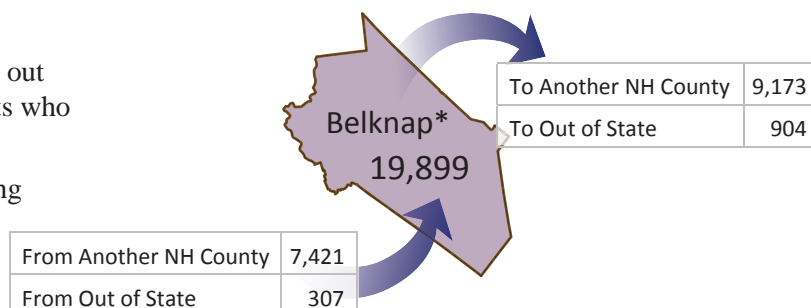 out
ts who
ng
Belknap*
19,899
To Another NH County 9,173
To Out of State 904
From Another NH County 7,421
From Out of State 307